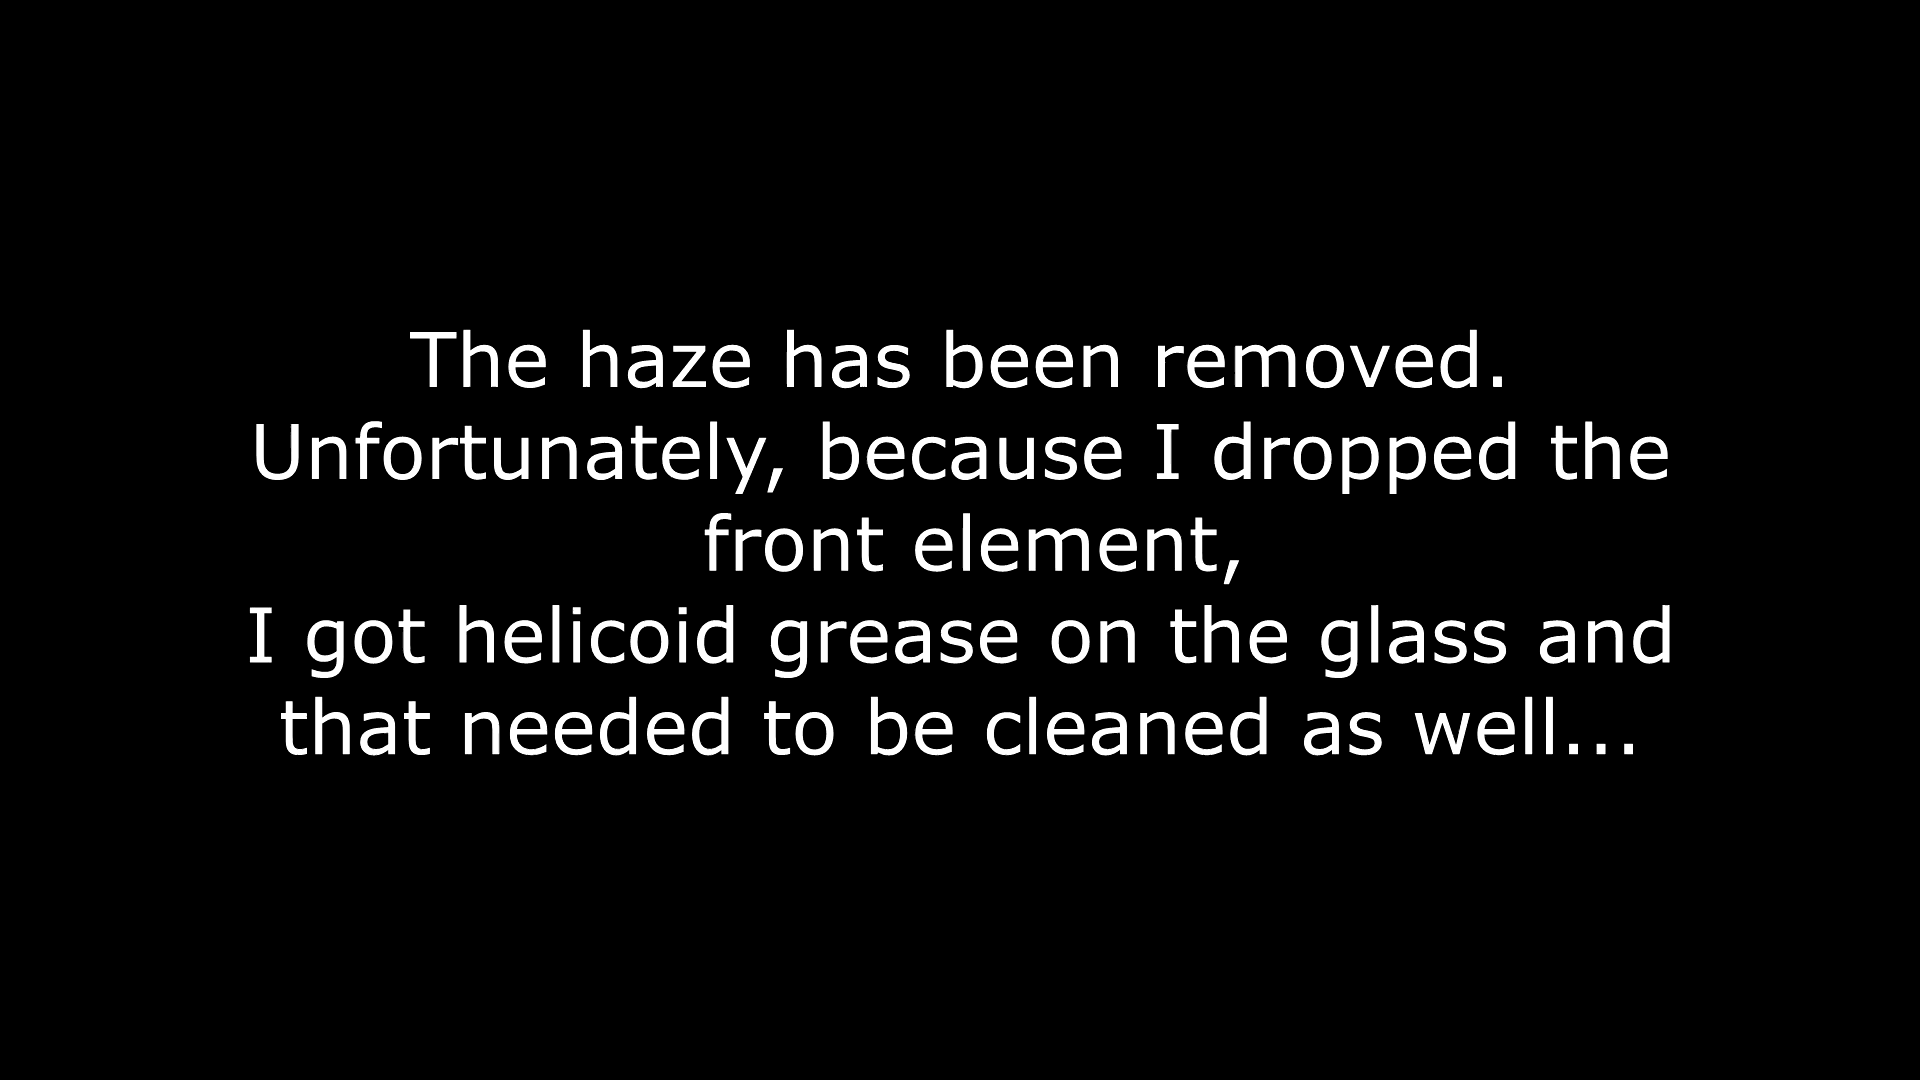 The haze has been removed.
Unfortunately, because I dropped the
front element,
I got helicoid grease on the glass and
that needed to be cleaned as well...